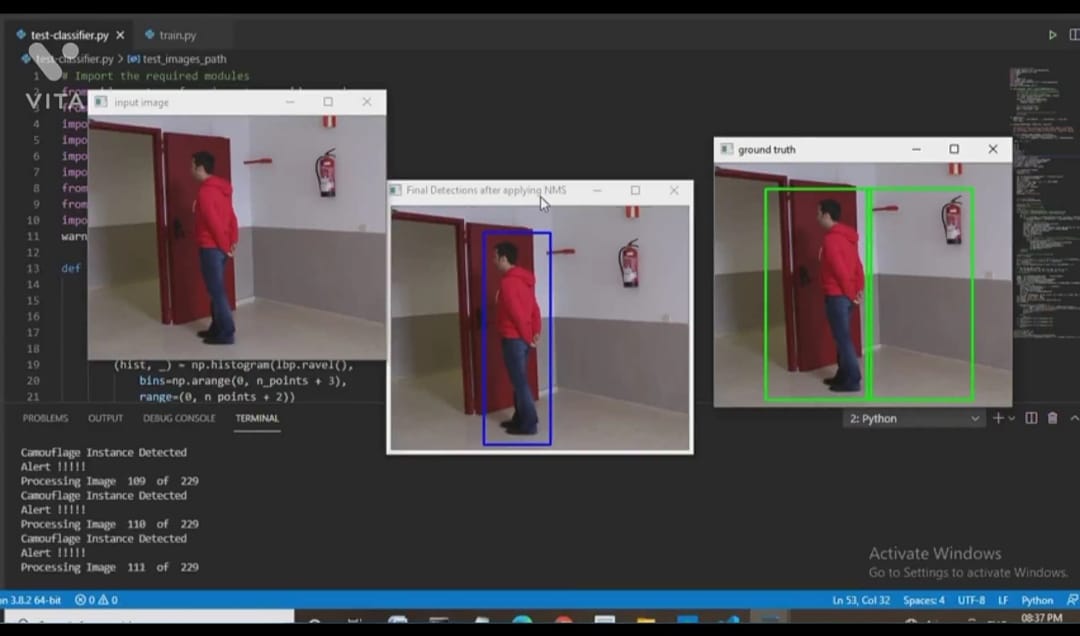 test-classifier.py
train.py
test-classifier.py > test_images_path
VITA
1 # Import the required modules
input image
4 impo
5 impo
6 impo
7 impo
8 from
9 from
10 impo
11 warn
12
13 def
14
15
16
17
18
19 (hist, _) = np.histogram(lbp.ravel(),
20 bins=np.arange(0, n_points + 3),
21 range=(0, n_points + 2))
Final Detections after applying NMS
ground truth
PROBLEMS OUTPUT DEBUG CONSOLE TERMINAL
2: Python
Camouflage Instance Detected
Alert !!!!!
Processing Image 109 of 229
Camouflage Instance Detected
Alert !!!!!
Processing Image 110 of 229
Camouflage Instance Detected
Alert !!!!!
Processing Image 111 of 229
Activate Windows
Go to Settings to activate Windows.
on 3.8.2 64-bit 0 0
Ln 53, Col 32 Spaces: 4 UTF-8 LF Python
08:37 PM